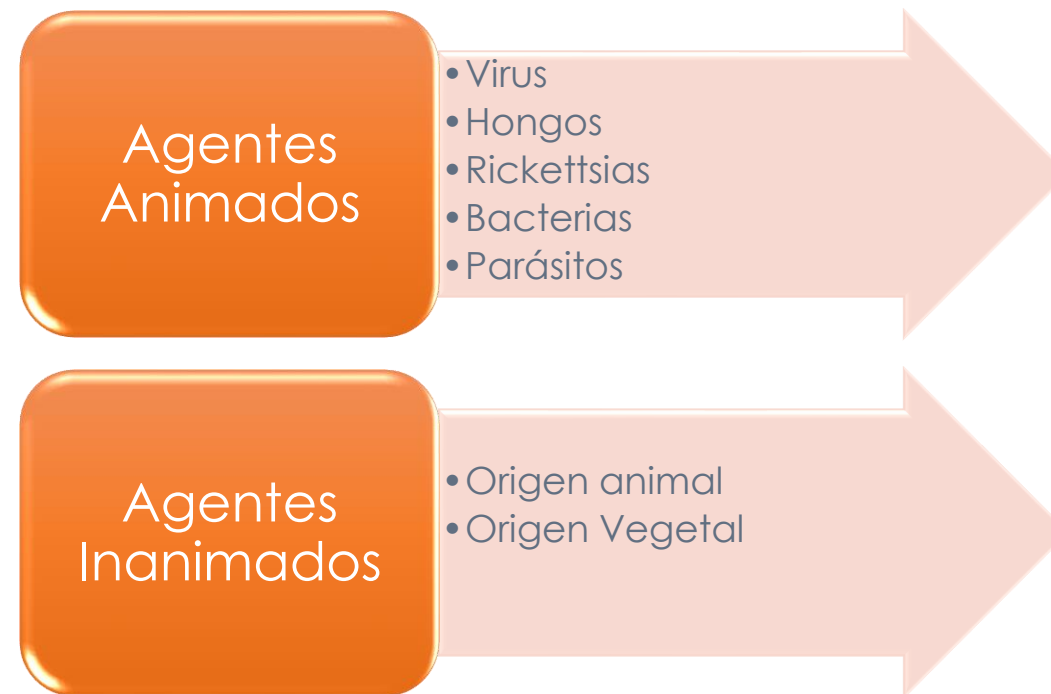 Agentes
Animados
•Virus
•Hongos
•Rickettsias
•Bacterias
•Parásitos
Agentes
Inanimados
•Origen animal
•Origen Vegetal